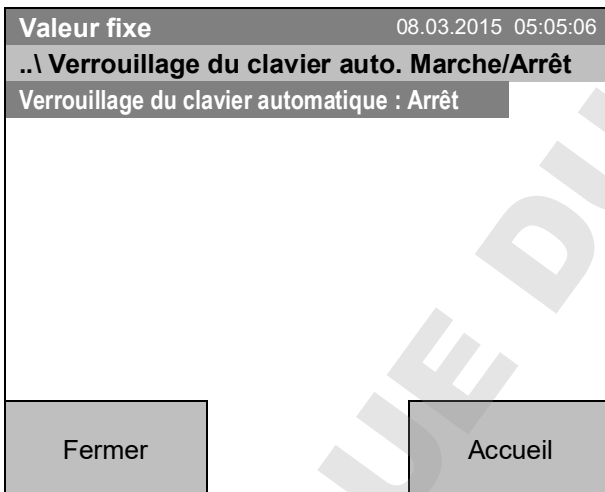 Valeur fixe 08.03.2015 05:05:06
..\ Verrouillage du clavier auto. Marche/Arrêt
Verrouillage du clavier automatique : Arrêt
Fermer Accueil